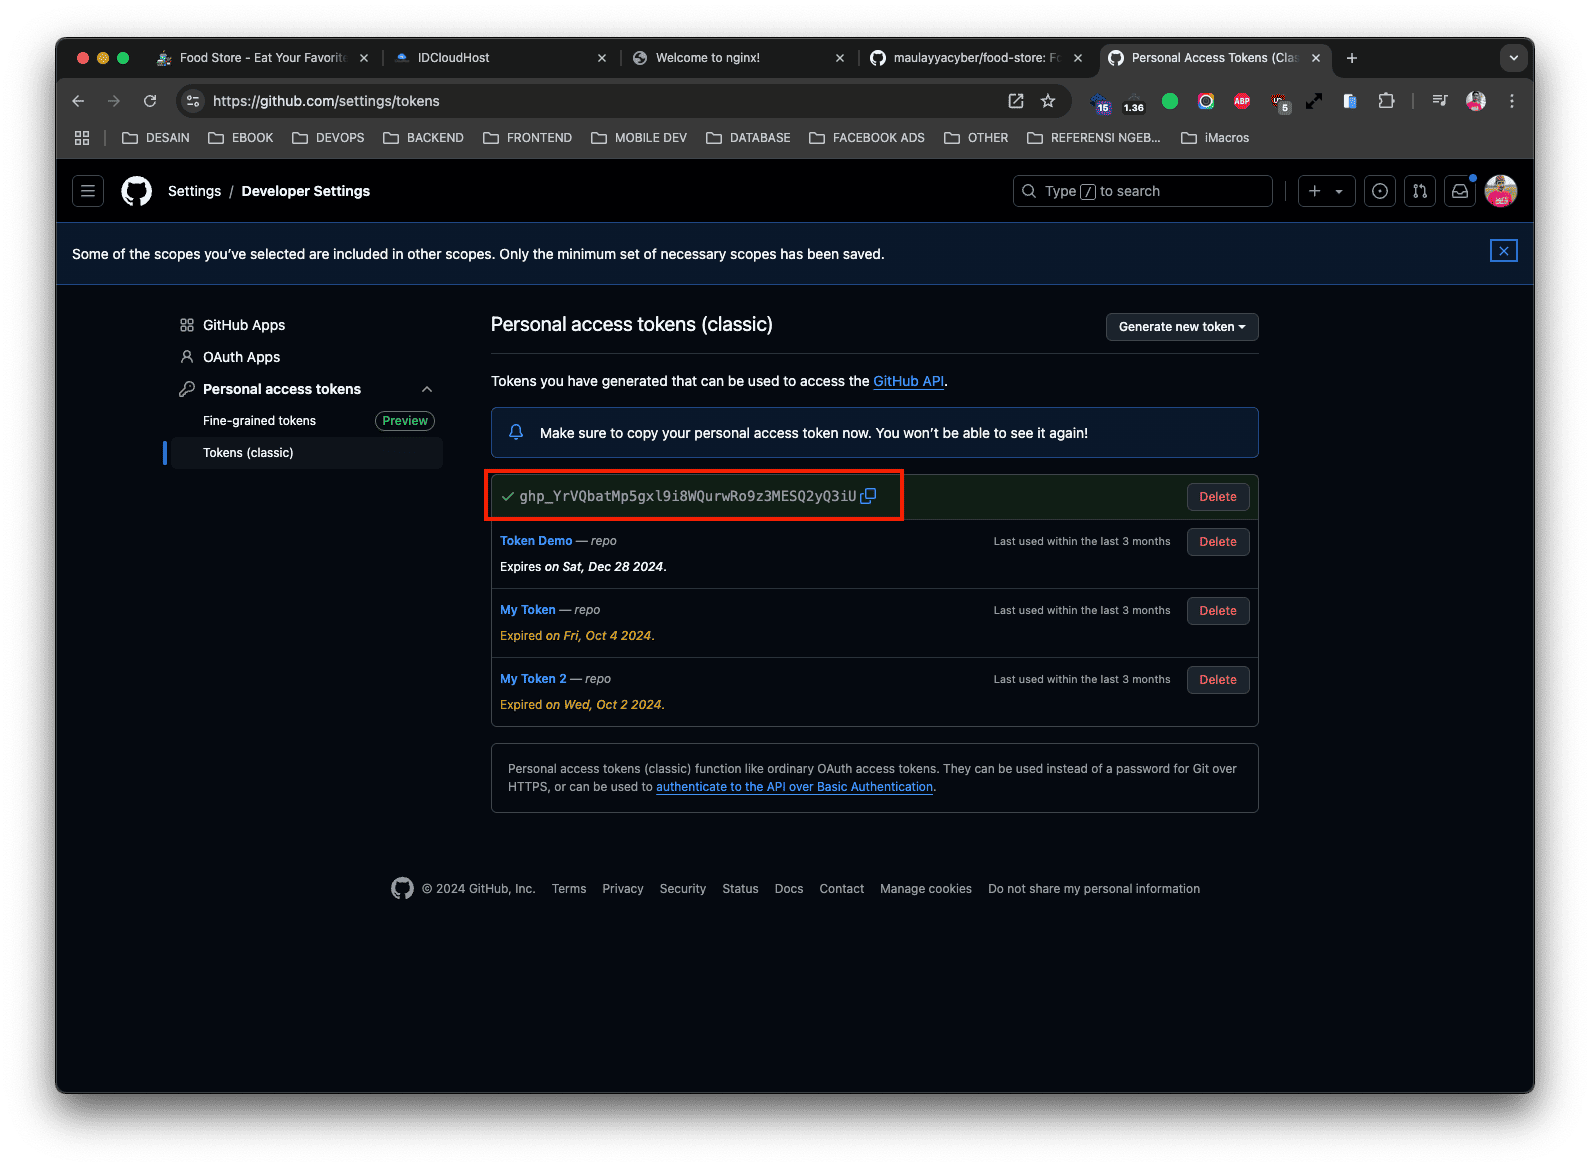 Food Store - Eat Your Favorite
IDCloudHost
Welcome to nginx!
maulayyacyber/food-store: Fo
Personal Access Tokens (Clas
https://github.com/settings/tokens
15
1.36
ABP
5
DESAIN
EBOOK
DEVOPS
BACKEND
FRONTEND
MOBILE DEV
DATABASE
FACEBOOK ADS
OTHER
REFERENSI NGEB...
iMacros
Settings / Developer Settings
Type / to search
Some of the scopes you’ve selected are included in other scopes. Only the minimum set of necessary scopes has been saved.
GitHub Apps
OAuth Apps
Personal access tokens
Fine-grained tokens Preview
Tokens (classic)
Personal access tokens (classic)
Generate new token
Tokens you have generated that can be used to access the GitHub API.
Make sure to copy your personal access token now. You won’t be able to see it again!
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
Delete
Token Demo — repo
Last used within the last 3 months
Delete
Expires on Sat, Dec 28 2024.
My Token — repo
Last used within the last 3 months
Delete
Expired on Fri, Oct 4 2024.
My Token 2 — repo
Last used within the last 3 months
Delete
Expired on Wed, Oct 2 2024.
Personal access tokens (classic) function like ordinary OAuth access tokens. They can be used instead of a password for Git over
HTTPS, or can be used to authenticate to the API over Basic Authentication.
© 2024 GitHub, Inc. Terms Privacy Security Status Docs Contact Manage cookies Do not share my personal information